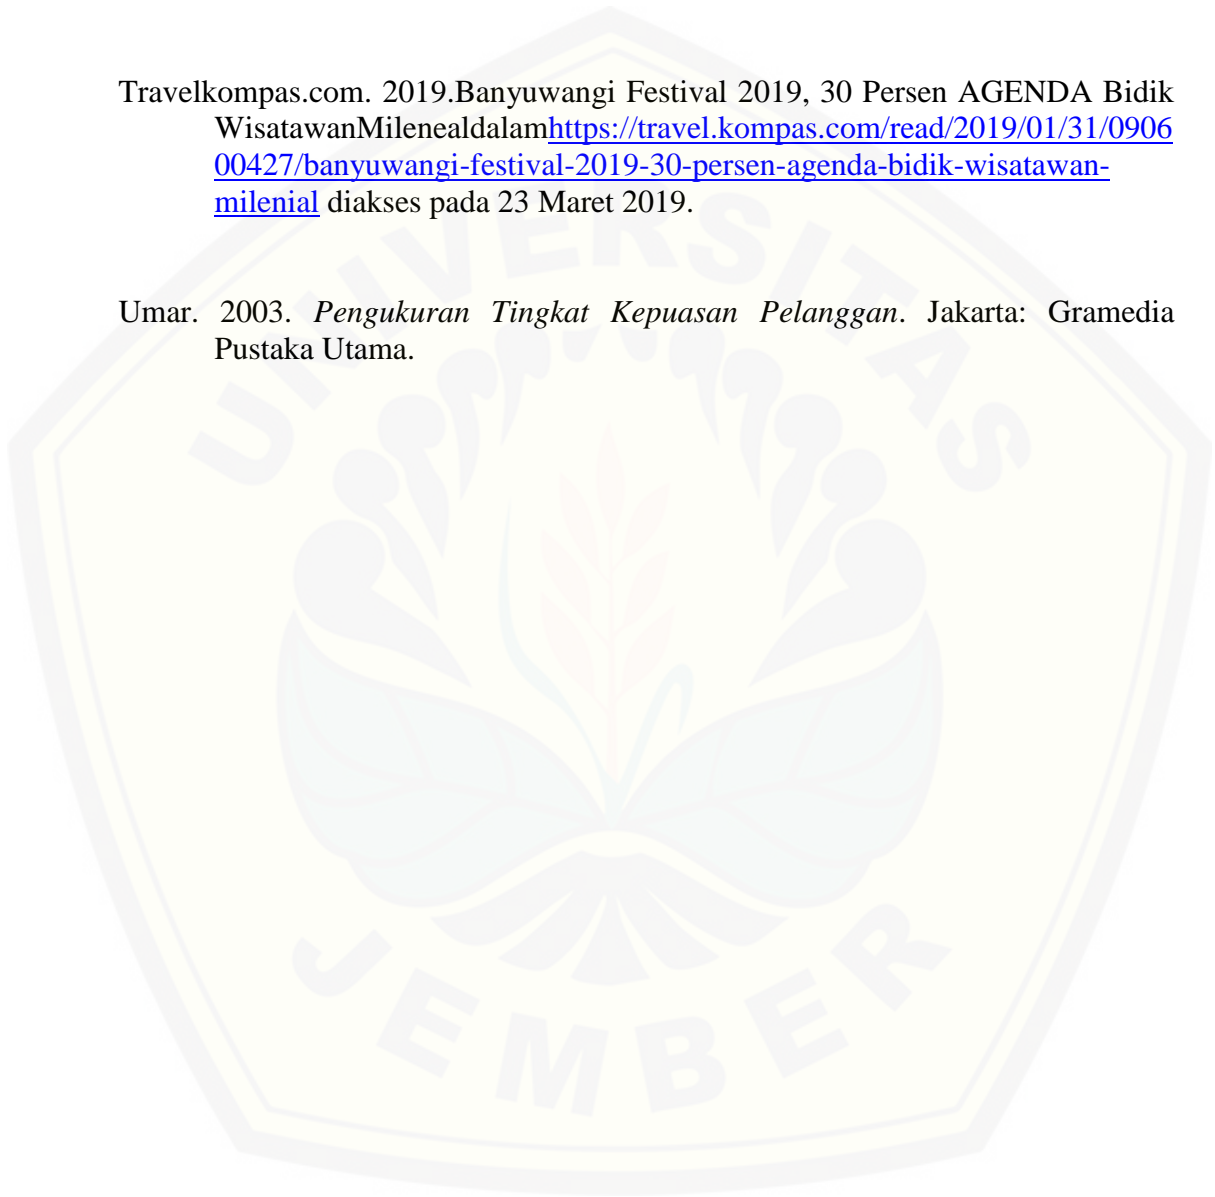 Travelkompas.com. 2019.Banyuwangi Festival 2019, 30 Persen AGENDA Bidik
WisatawanMilenealdalamhttps://travel.kompas.com/read/2019/01/31/0906
00427/banyuwangi-festival-2019-30-persen-agenda-bidik-wisatawan-
milenial diakses pada 23 Maret 2019.
Umar. 2003. Pengukuran Tingkat Kepuasan Pelanggan. Jakarta: Gramedia
Pustaka Utama.
UNIVERSITAS
JEMBER